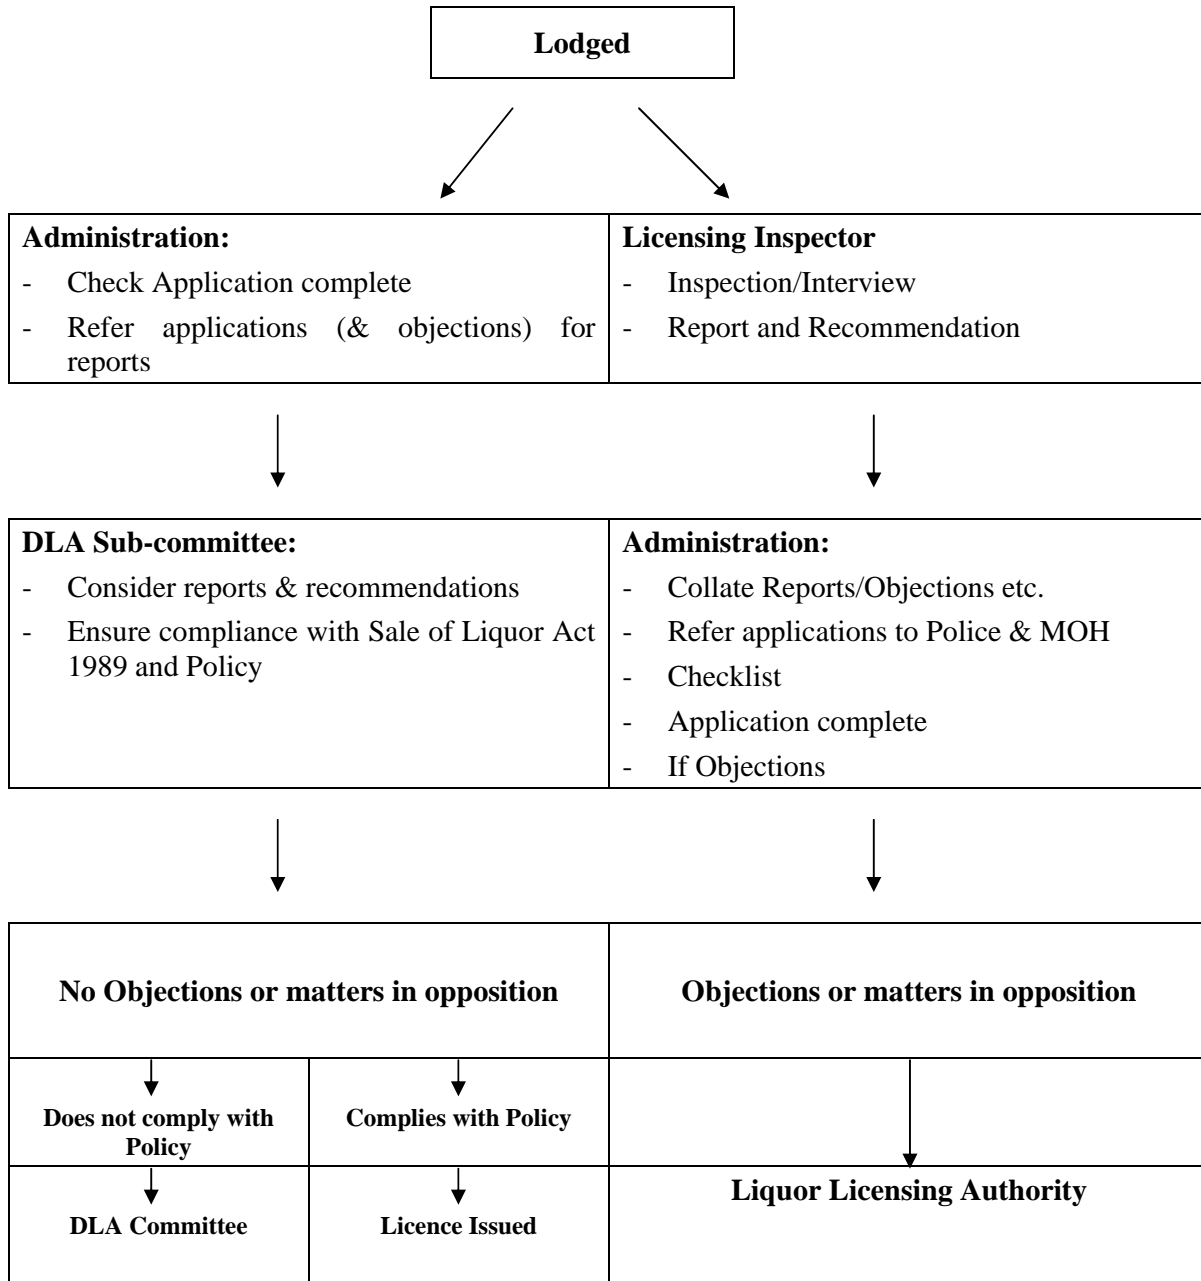 Lodged
Administration:
- Check Application complete
- Refer applications (& objections) for
reports
Licensing Inspector
- Inspection/Interview
- Report and Recommendation
DLA Sub-committee:
- Consider reports & recommendations
- Ensure compliance with Sale of Liquor Act
1989 and Policy
Administration:
- Collate Reports/Objections etc.
- Refer applications to Police & MOH
- Checklist
- Application complete
- If Objections
No Objections or matters in opposition
Objections or matters in opposition
Does not comply with
Policy
Complies with Policy
DLA Committee
Licence Issued
Liquor Licensing Authority